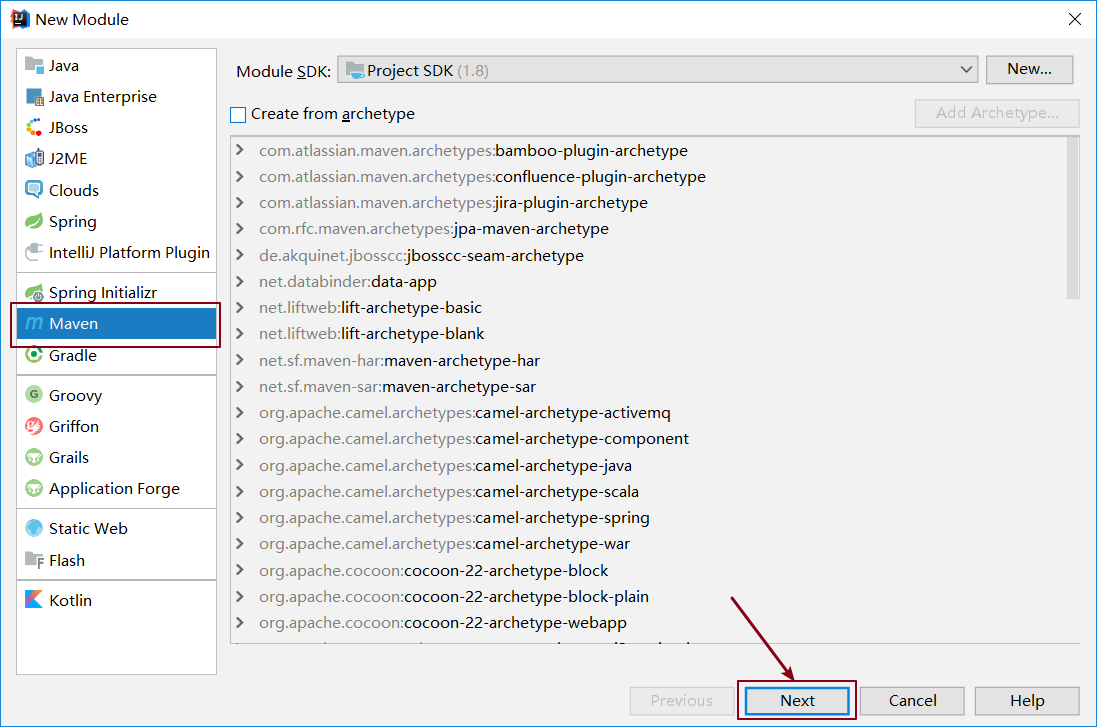 New Module
Java
Java Enterprise
JBoss
J2ME
Clouds
Spring
IntelliJ Platform Plugin
Spring Initializr
Maven
Gradle
Groovy
Griffon
Grails
Application Forge
Static Web
Flash
Kotlin
Module SDK: Project SDK (1.8) New...
Create from archetype Add Archetype...
com.atlassian.maven.archetypes:bamboo-plugin-archetype
com.atlassian.maven.archetypes:confluence-plugin-archetype
com.atlassian.maven.archetypes:jira-plugin-archetype
com.rfc.maven.archetypes:jpa-maven-archetype
de.akquinet.jbosscc:jbosscc-seam-archetype
net.databinder:data-app
net.liftweb:lift-archetype-basic
net.liftweb:lift-archetype-blank
net.sf.maven-har:maven-archetype-har
net.sf.maven-sar:maven-archetype-sar
org.apache.camel.archetypes:camel-archetype-activemq
org.apache.camel.archetypes:camel-archetype-component
org.apache.camel.archetypes:camel-archetype-java
org.apache.camel.archetypes:camel-archetype-scala
org.apache.camel.archetypes:camel-archetype-spring
org.apache.camel.archetypes:camel-archetype-war
org.apache.cocoon:cocoon-22-archetype-block
org.apache.cocoon:cocoon-22-archetype-block-plain
org.apache.cocoon:cocoon-22-archetype-webapp
Previous Next Cancel Help